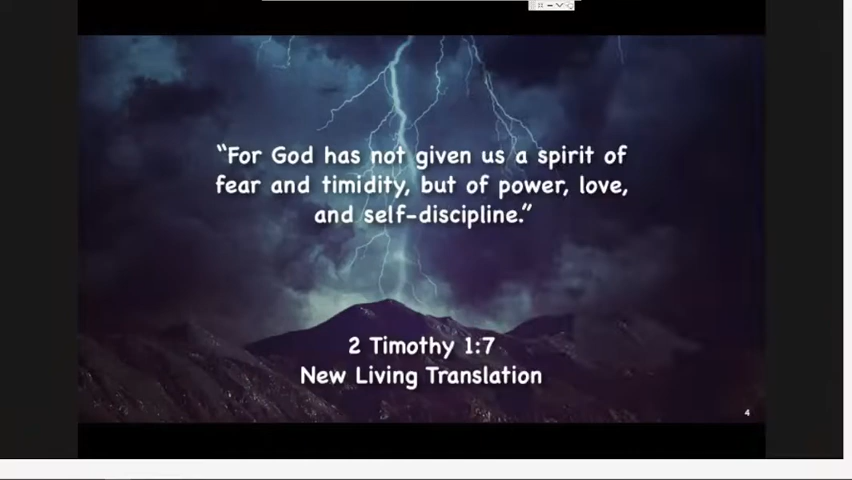 “For God has not given us a spirit of
fear and timidity, but of power, love,
and self-discipline.”
2 Timothy 1:7
New Living Translation
4